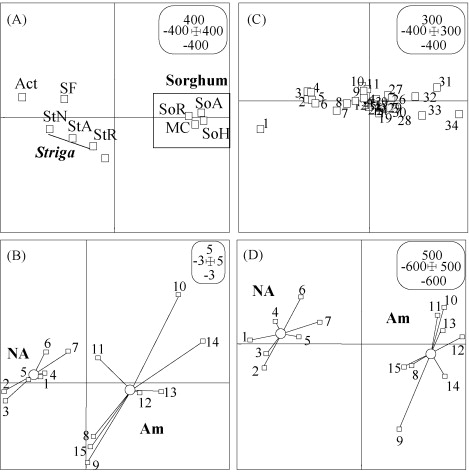 (A)
400
-400 400
-400
Act
SF
Sorghum
SoR SoA
StN
StA
StR
MC SoH
Striga
(C)
300
-400 300
-400
10 11
3 4
2 5 6
8 9
7
27
26
31
32
33
34
19 28
1
(B)
5
-3 5
-3
10
NA
6 7
11
14
5 4
2 1
3
12 13
Am
8
15
9
(D)
500
-600 500
-600
NA
6
4
7
1
5
3
2
Am
11 10
13
12
15 8
14
9